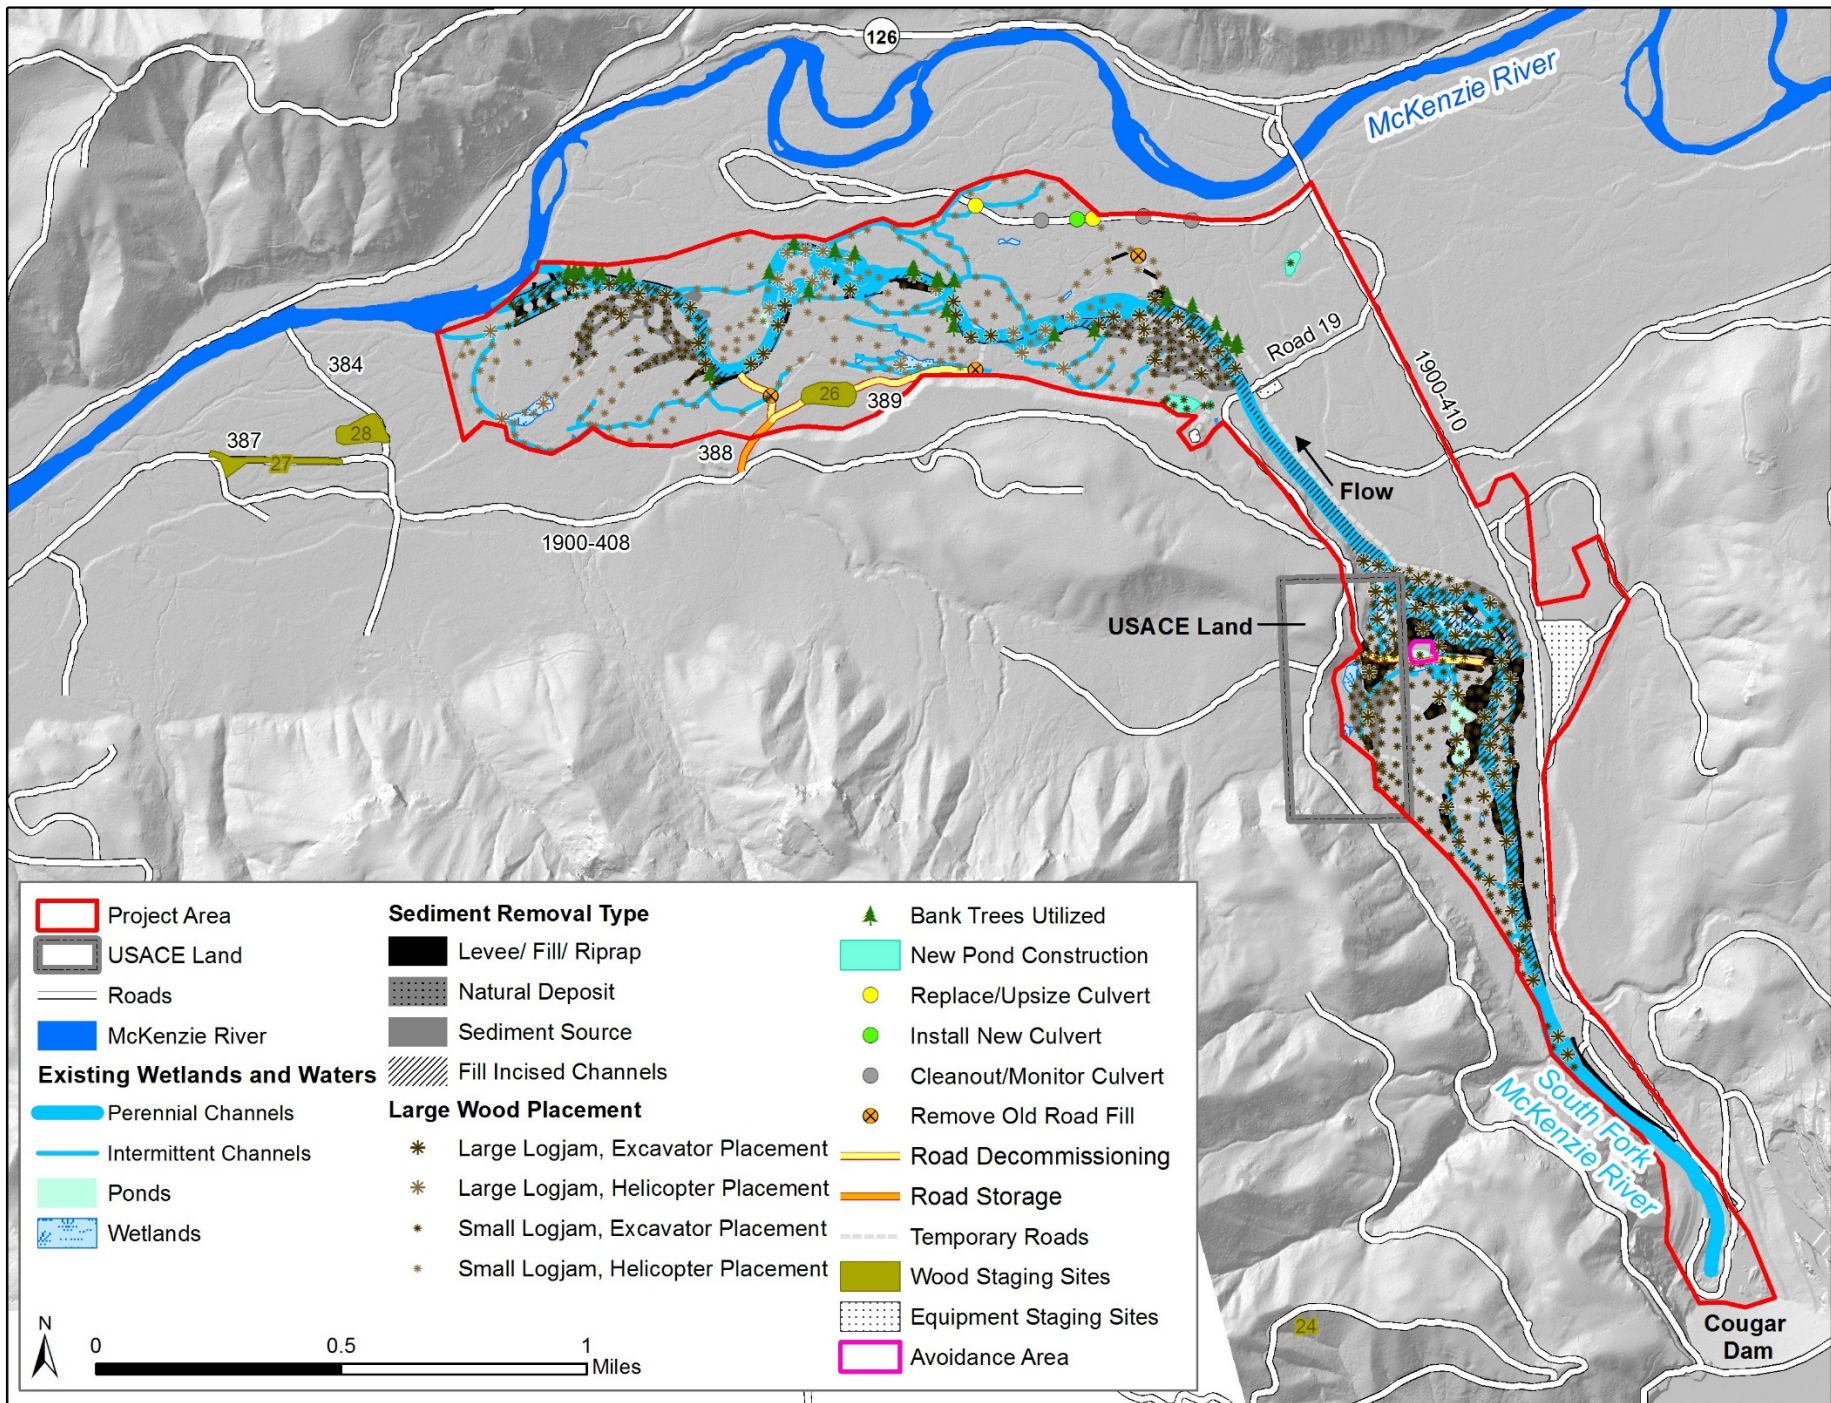 126
McKenzie River
Road 19
1900-410
384
26
389
387
28
27
388
Flow
1900-408
USACE Land
South Fork
McKenzie River
24
Cougar
Dam
Project Area
USACE Land
Roads
McKenzie River
Existing Wetlands and Waters
Perennial Channels
Intermittent Channels
Ponds
Wetlands
Sediment Removal Type
Levee/ Fill/ Riprap
Natural Deposit
Sediment Source
Fill Incised Channels
Large Wood Placement
Large Logjam, Excavator Placement
Large Logjam, Helicopter Placement
Small Logjam, Excavator Placement
Small Logjam, Helicopter Placement
Bank Trees Utilized
New Pond Construction
Replace/Upsize Culvert
Install New Culvert
Cleanout/Monitor Culvert
Remove Old Road Fill
Road Decommissioning
Road Storage
Temporary Roads
Wood Staging Sites
Equipment Staging Sites
Avoidance Area
N
0 0.5 1
Miles